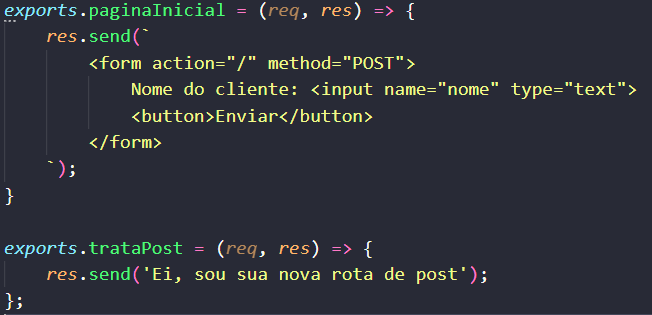 exports.paginaInicial = (req, res) => {
    res.send(`
        <form action="/" method="POST">
            Nome do cliente: <input name="nome" type="text">
            <button>Enviar</button>
        </form>
    `);
}

exports.trataPost = (req, res) => {
    res.send('Ei, sou sua nova rota de post');
};